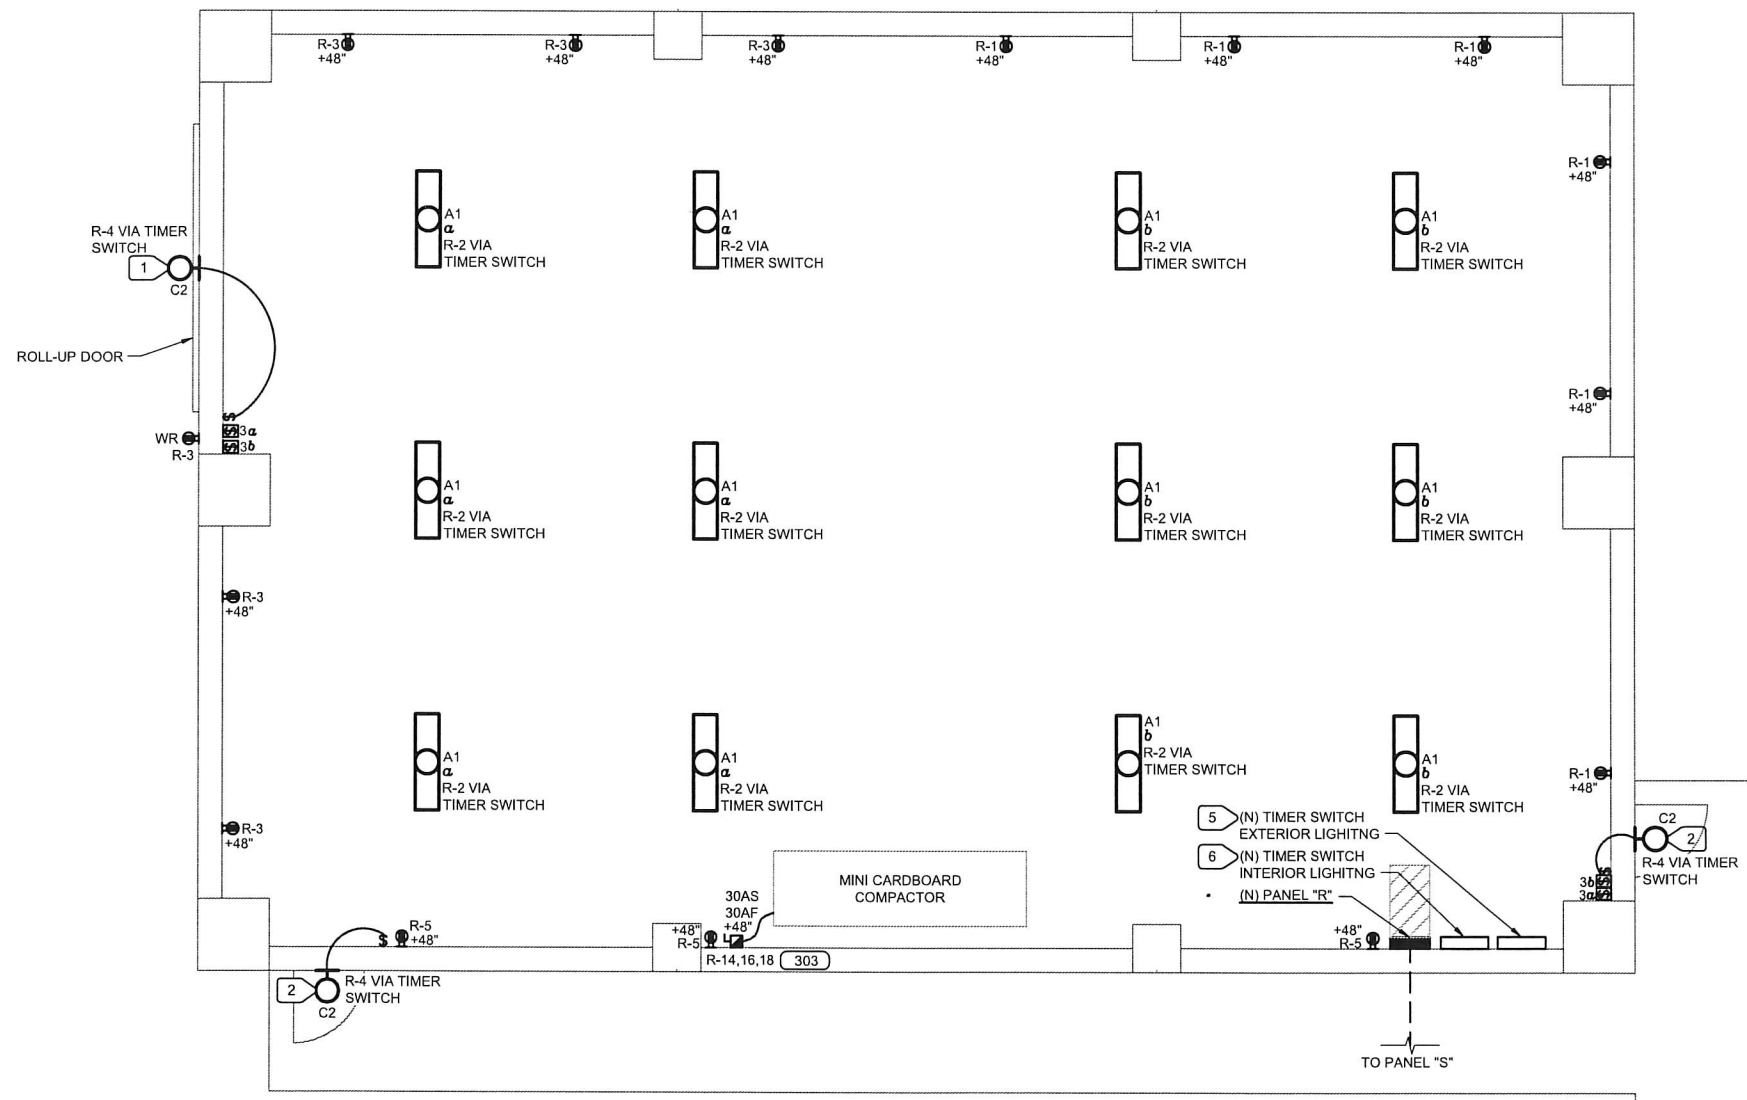 R-3
+48"
R-3
+48"
R-3
+48"
R-1
+48"
R-1
+48"
R-1
+48"
R-1
+48"
A1
a
R-2 VIA
TIMER SWITCH
A1
a
R-2 VIA
TIMER SWITCH
A1
b
R-2 VIA
TIMER SWITCH
A1
b
R-2 VIA
TIMER SWITCH
R-4 VIA TIMER
SWITCH
1
C2
ROLL-UP DOOR
R-1
+48"
S
$3a
$3b
WR
R-3
A1
a
R-2 VIA
TIMER SWITCH
A1
a
R-2 VIA
TIMER SWITCH
A1
b
R-2 VIA
TIMER SWITCH
A1
b
R-2 VIA
TIMER SWITCH
R-3
+48"
A1
a
R-2 VIA
TIMER SWITCH
A1
a
R-2 VIA
TIMER SWITCH
A1
b
R-2 VIA
TIMER SWITCH
A1
b
R-2 VIA
TIMER SWITCH
R-1
+48"
R-3
+48"
5
(N) TIMER SWITCH
EXTERIOR LIGHITNG
6
(N) TIMER SWITCH
INTERIOR LIGHITNG
(N) PANEL "R"
C2
2
R-4 VIA TIMER
SWITCH
3b
3a
MINI CARDBOARD
COMPACTOR
30AS
30AF
+48"
+48"
R-5
R-5
+48"
$
+48"
R-5
R-14,16,18
303
2
R-4 VIA TIMER
SWITCH
C2
TO PANEL "S"